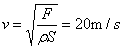 v = √(F/ρS) = 20m / s